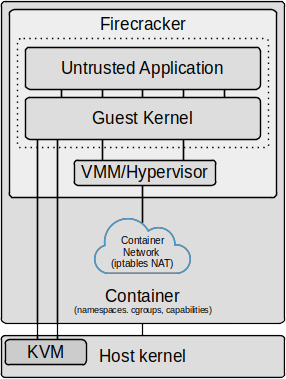 Firecracker
Untrusted Application
Guest Kernel
VMM/Hypervisor
Container
Network
(iptables NAT)
Container
(namespaces. cgroups, capabilities)
KVM
Host kernel